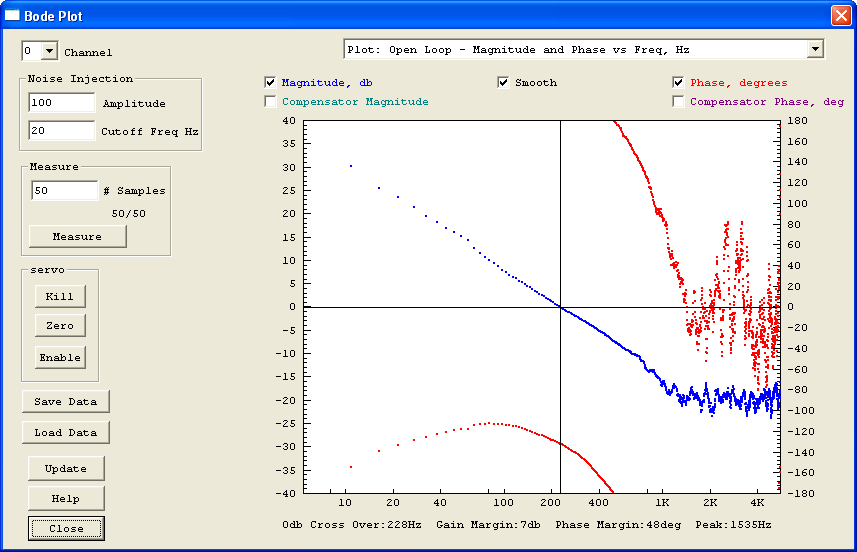 Bode Plot
0 Channel
Plot: Open Loop - Magnitude and Phase vs Freq, Hz
Noise Injection
100 Amplitude
20 Cutoff Freq Hz
Measure
50 # Samples
50/50
Measure
servo
Kill
Zero
Enable
Save Data
Load Data
Update
Help
Close
Magnitude, db Smooth Phase, degrees
Compensator Magnitude Compensator Phase, deg
40 180
35 160
30 140
25 120
20 100
15 80
10 60
5 40
20
0 0
-5 -20
-10 -40
-15 -60
-20 -80
-25 -100
-30 -120
-35 -140
-160
-40 -180
10 20 40 100 200 400 1K 2K 4K
0db Cross Over:228Hz Gain Margin:7db Phase Margin:48deg Peak:1535Hz